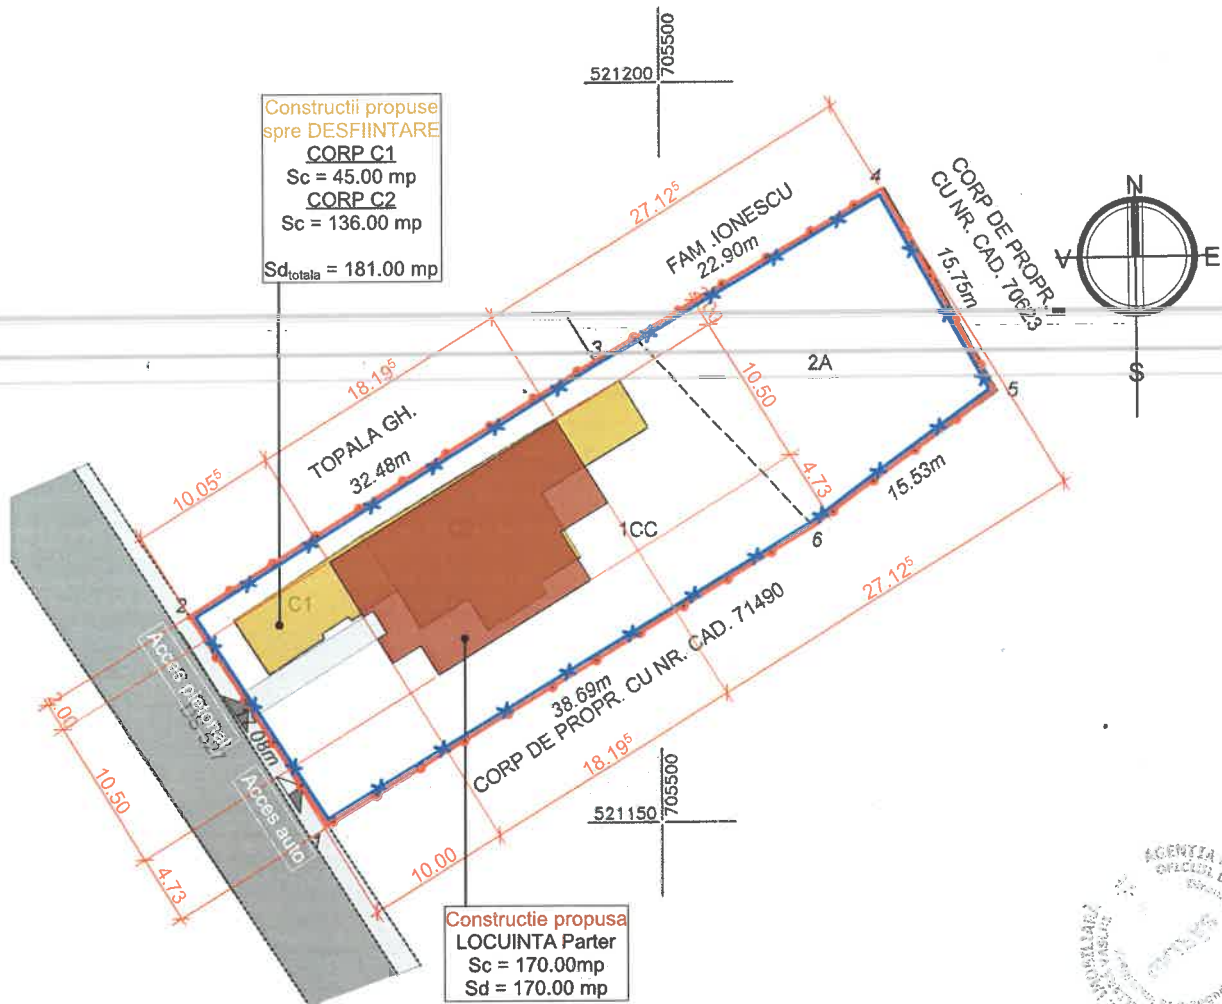 521200
705500
Constructii propuse
spre DESFIINTARE
CORP C1
Sc = 45.00 mp
CORP C2
Sc = 136.00 mp
Sdtotala = 181.00 mp
4
CORP DE PROPR.
CU NR. CAD. 70623
15.75m
N
V
E
S
27.12⁵
FAM .IONESCU
22.90m
3
2A
5
18.19⁵
10.50
TOPALA GH.
32.48m
10.05⁵
4.73
15.53m
1CC
6
27.12⁵
2
C1
Acces pietonal
2.00
38.69m
CORP DE PROPR. CU NR. CAD. 71490
18.19⁵
10.50
Acces auto
4.73
10.00
521150
705500
Constructie propusa
LOCUINTA Parter
Sc = 170.00mp
Sd = 170.00 mp
AGENTIA
OFICIUL